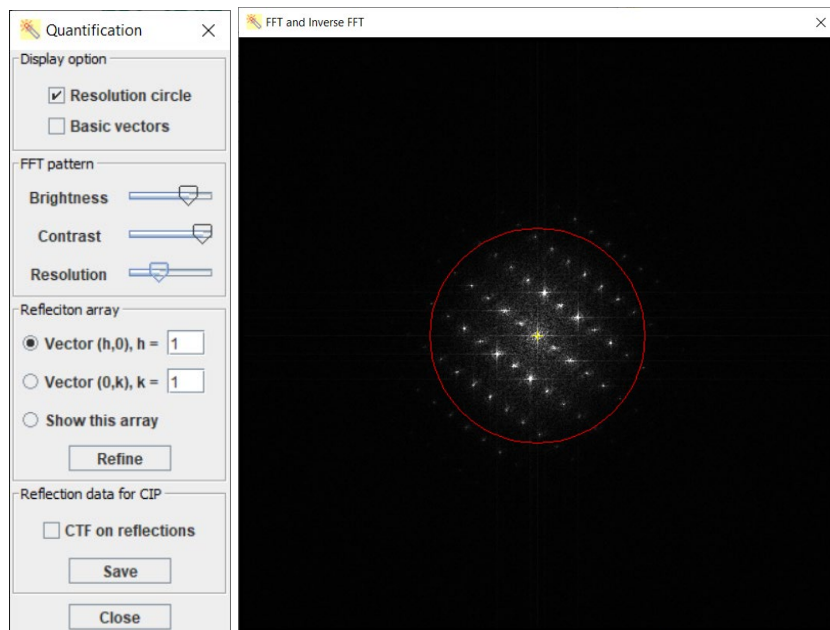 Quantification
Display option
Resolution circle
Basic vectors
FFT pattern
Brightness
Contrast
Resolution
Refleciton array
Vector (h,0), h = 1
Vector (0,k), k = 1
Show this array
Refine
Reflection data for CIP
CTF on reflections
Save
Close
FFT and Inverse FFT